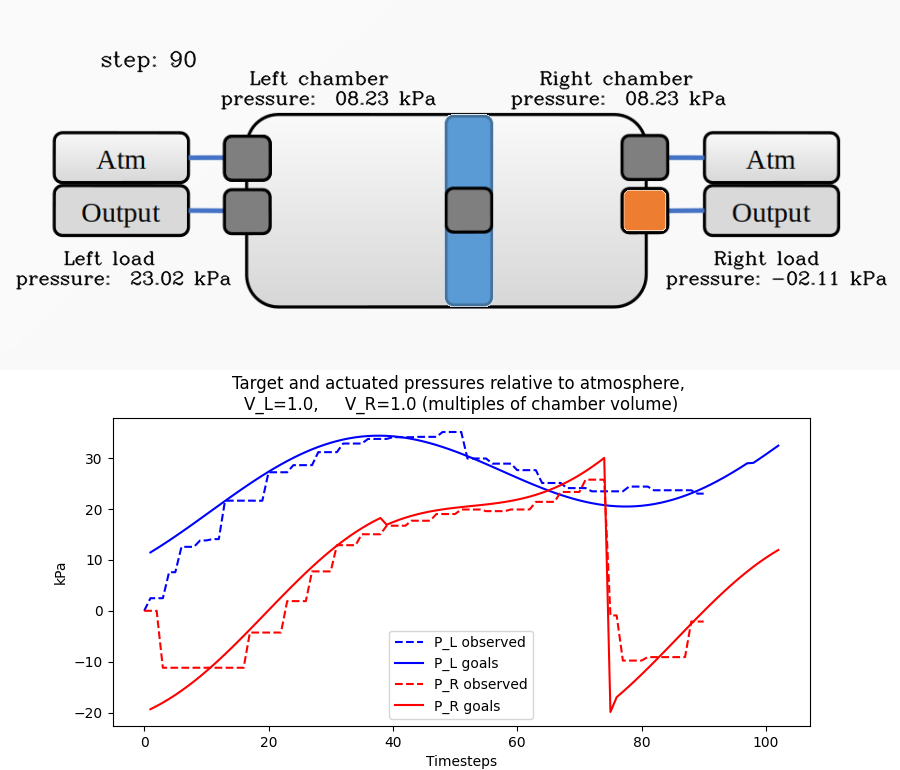 step: 90
Left chamber
pressure:  08.23 kPa
Right chamber
pressure:  08.23 kPa
Atm
Output
Atm
Output
Left load
pressure:  23.02 kPa
Right load
pressure: −02.11 kPa
Target and actuated pressures relative to atmosphere,
V_L=1.0,     V_R=1.0 (multiples of chamber volume)
kPa
30
20
10
0
−10
−20
P_L observed
P_L goals
P_R observed
P_R goals
0 20 40 60 80 100
Timesteps